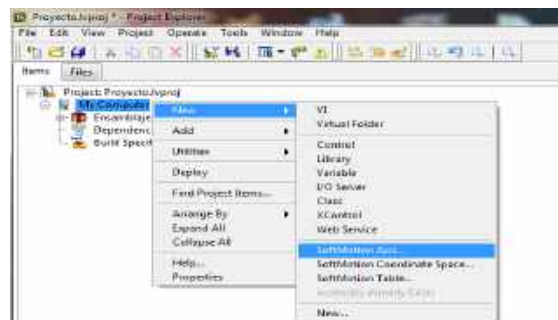 Proyecto.lvproj * - Project Explorer
File Edit View Project Operate Tools Window Help
Items Files
Project: Proyecto.lvproj
My Computer
Ensamblaje
Dependenc
Build Specif
New
Add
Utilities
Deploy
Find Project Items...
Arrange By
Expand All
Collapse All
Help...
Properties
VI
Virtual Folder
Control
Library
Variable
I/O Server
Class
XControl
Web Service
SoftMotion Axis...
SoftMotion Coordinate Space...
SoftMotion Table...
Assembly Already Exists
New...